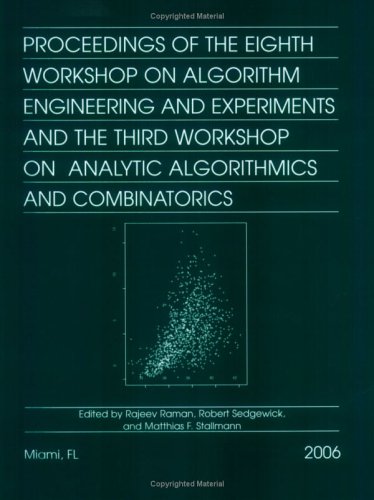 PROCEEDINGS OF THE EIGHTH
WORKSHOP ON ALGORITHM
ENGINEERING AND EXPERIMENTS
AND THE THIRD WORKSHOP
ON ANALYTIC ALGORITHMICS
AND COMBINATORICS
Edited by Rajeev Raman, Robert Sedgewick,
and Matthias F. Stallmann
Miami, FL
2006
Copyrighted Material
Copyrighted Material